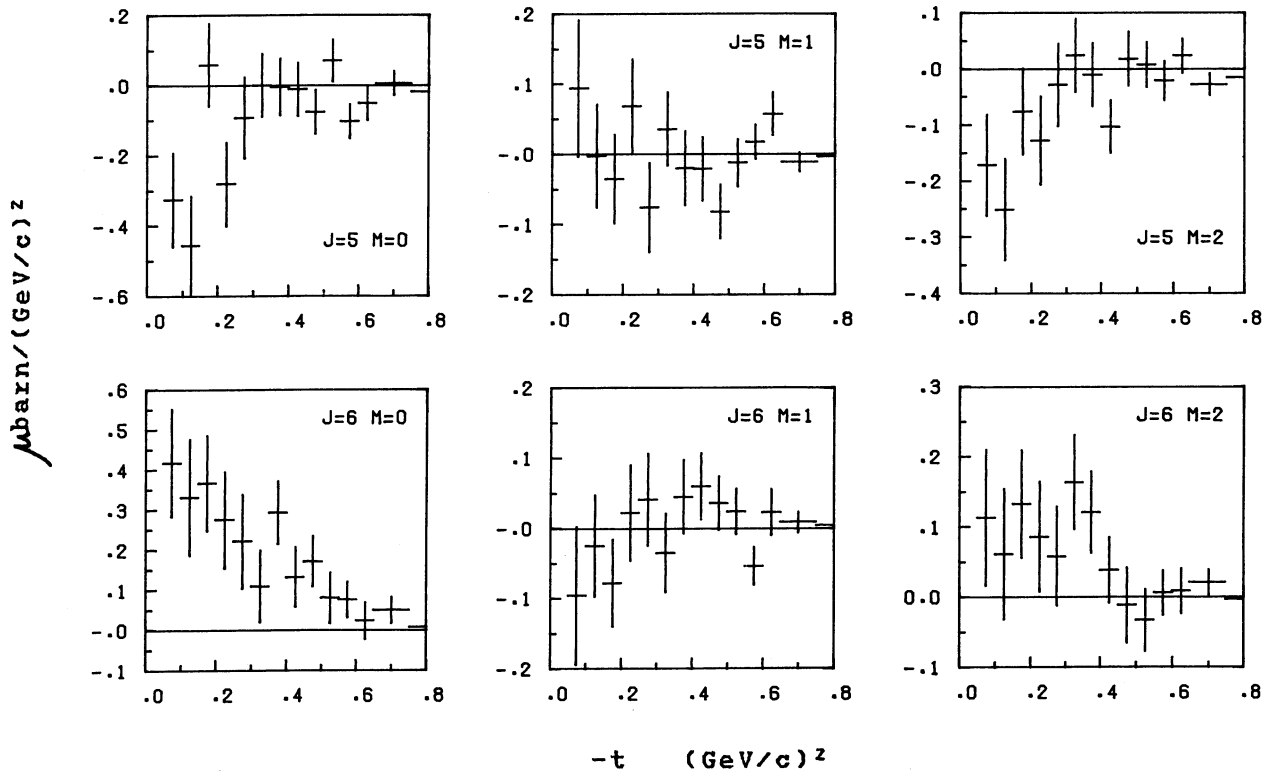 μbarn/(GeV/c)²
.2
.0
-.2
-.4
-.6
J=5 M=0
.0 .2 .4 .6 .8
.2
.1
-.0
-.1
-.2
J=5 M=1
.0 .2 .4 .6 .8
.1
.0
-.1
-.2
-.3
-.4
J=5 M=2
.0 .2 .4 .6 .8
.6
.5
.4
.3
.2
.1
-.0
-.1
J=6 M=0
.0 .2 .4 .6 .8
.2
.1
-.0
-.1
-.2
J=6 M=1
.0 .2 .4 .6 .8
.3
.2
.1
0.0
-.1
J=6 M=2
.0 .2 .4 .6 .8
-t (GeV/c)²